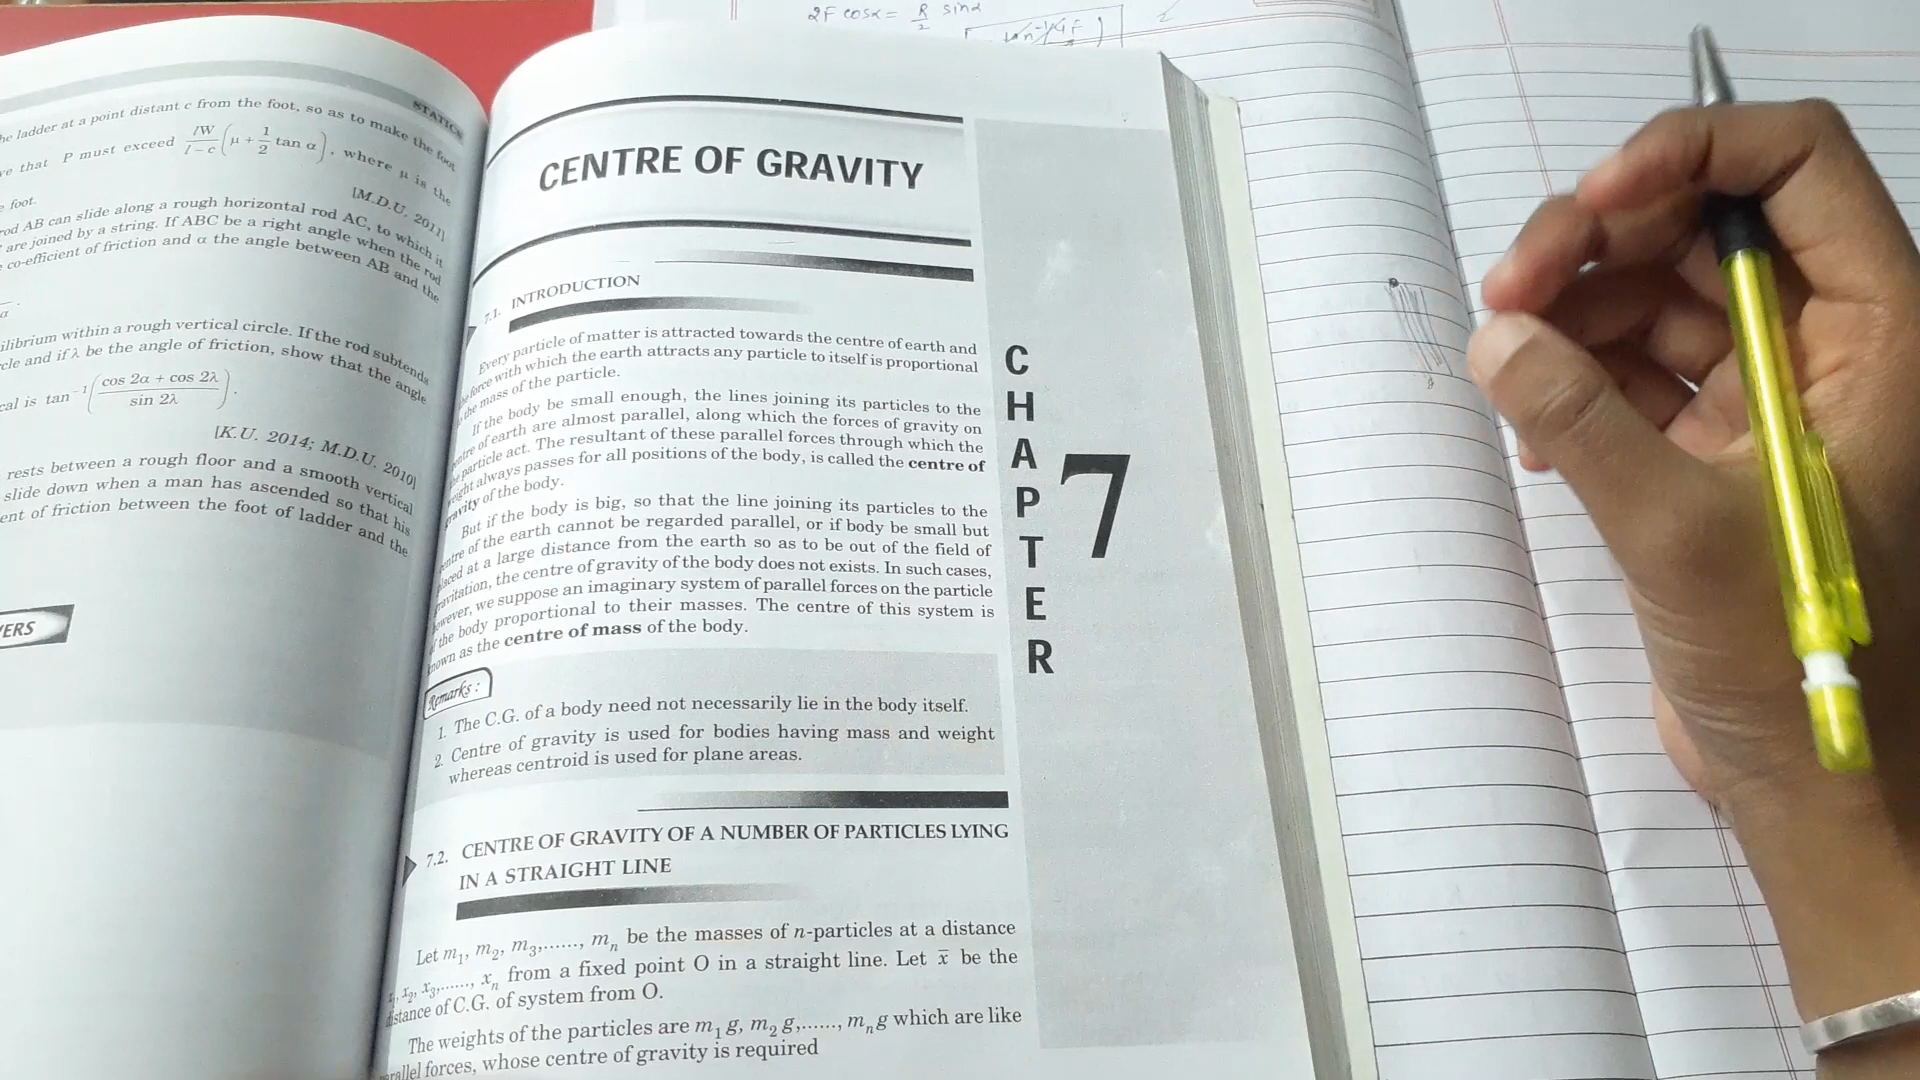 2F cosα = R/2 sinα
STATICS
he ladder at a point distant c from the foot, so as to make the foot
ve that P must exceed lW/(l – c) (μ + 1/2 tan α), where μ is the
e foot.
[M.D.U. 2011]
rod AB can slide along a rough horizontal rod AC, to which it
are joined by a string. If ABC be a right angle when the rod
co-efficient of friction and α the angle between AB and the
α
ilibrium within a rough vertical circle. If the rod subtends
rcle and if λ be the angle of friction, show that the angle
cal is tan⁻¹((cos 2α + cos 2λ)/sin 2λ).
[K.U. 2014; M.D.U. 2010]
rests between a rough floor and a smooth vertical
slide down when a man has ascended so that his
ent of friction between the foot of ladder and the
ERS
CENTRE OF GRAVITY
CHAPTER
7
7.1. INTRODUCTION
Every particle of matter is attracted towards the centre of earth and
force with which the earth attracts any particle to itself is proportional
the mass of the particle.
If the body be small enough, the lines joining its particles to the
entre of earth are almost parallel, along which the forces of gravity on
particle act. The resultant of these parallel forces through which the
weight always passes for all positions of the body, is called the centre of
gravity of the body.
But if the body is big, so that the line joining its particles to the
entre of the earth cannot be regarded parallel, or if body be small but
placed at a large distance from the earth so as to be out of the field of
gravitation, the centre of gravity of the body does not exists. In such cases,
owever, we suppose an imaginary system of parallel forces on the particle
of the body proportional to their masses. The centre of this system is
known as the centre of mass of the body.
Remarks :
1. The C.G. of a body need not necessarily lie in the body itself.
2. Centre of gravity is used for bodies having mass and weight
whereas centroid is used for plane areas.
7.2. CENTRE OF GRAVITY OF A NUMBER OF PARTICLES LYING
IN A STRAIGHT LINE
Let m₁, m₂, m₃,......, mₙ be the masses of n-particles at a distance
x₁, x₂, x₃,......, xₙ from a fixed point O in a straight line. Let x̄ be the
distance of C.G. of system from O.
The weights of the particles are m₁g, m₂g,......, mₙg which are like
arallel forces, whose centre of gravity is required